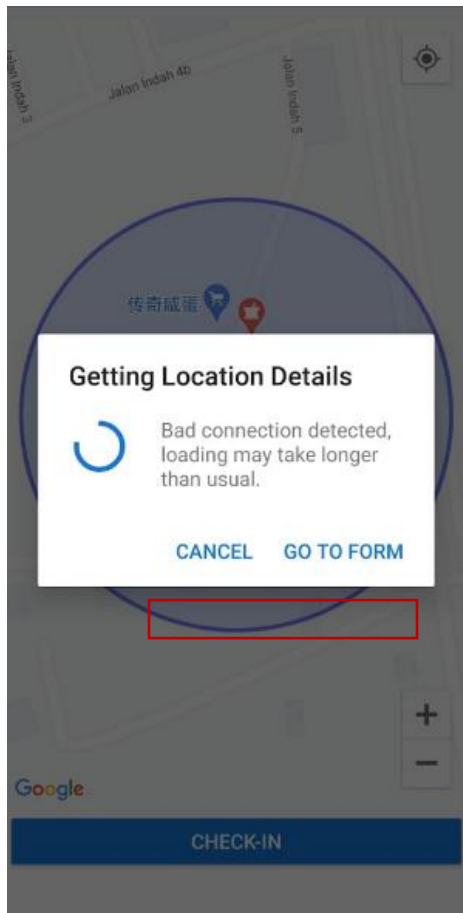 Jalan Indah 3
Jalan Indah 4b
Jalan Indah 5
传奇咸蛋
Getting Location Details
Bad connection detected,
loading may take longer
than usual.
CANCEL GO TO FORM
Google
CHECK-IN